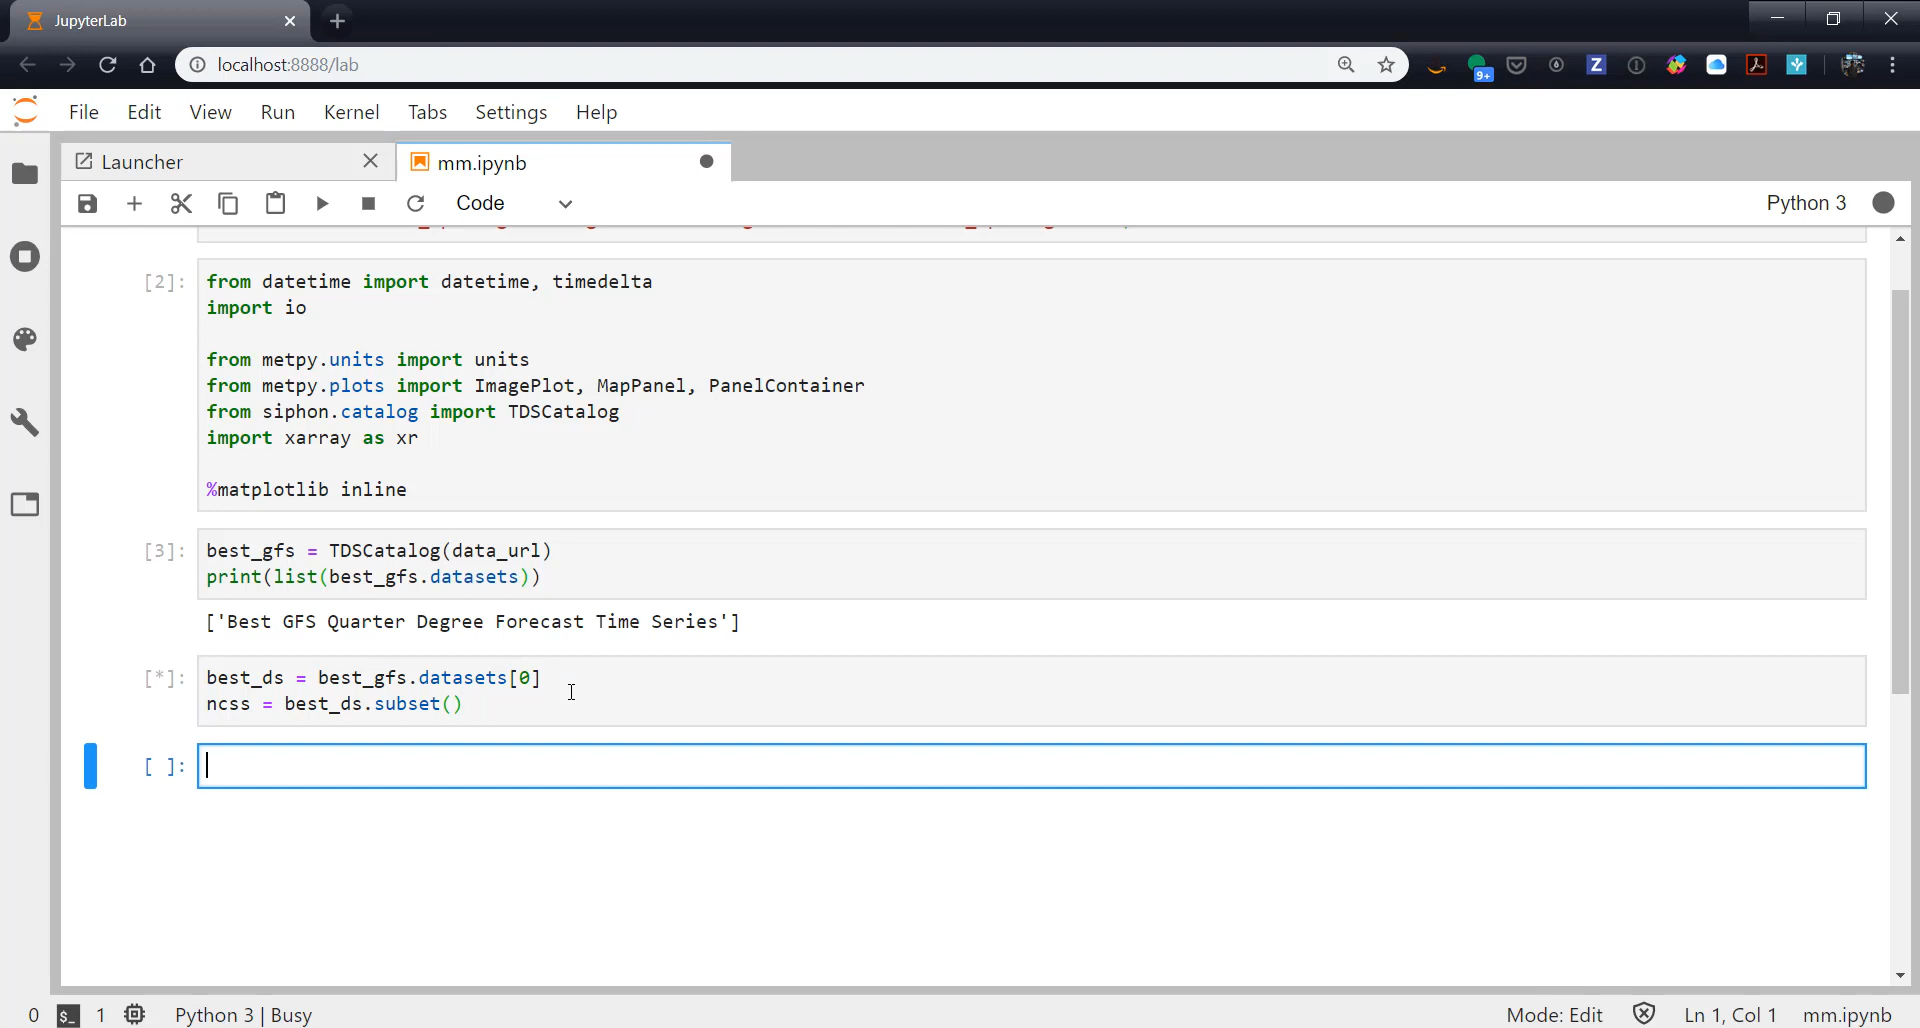 JupyterLab
localhost:8888/lab
9+
Z
File Edit View Run Kernel Tabs Settings Help
Launcher
mm.ipynb
Code
Python 3
[2]:
from datetime import datetime, timedelta
import io
from metpy.units import units
from metpy.plots import ImagePlot, MapPanel, PanelContainer
from siphon.catalog import TDSCatalog
import xarray as xr
%matplotlib inline
[3]:
best_gfs = TDSCatalog(data_url)
print(list(best_gfs.datasets))
['Best GFS Quarter Degree Forecast Time Series']
[*]:
best_ds = best_gfs.datasets[0]
ncss = best_ds.subset()
[ ]:
0 $_ 1 Python 3 | Busy Mode: Edit Ln 1, Col 1 mm.ipynb